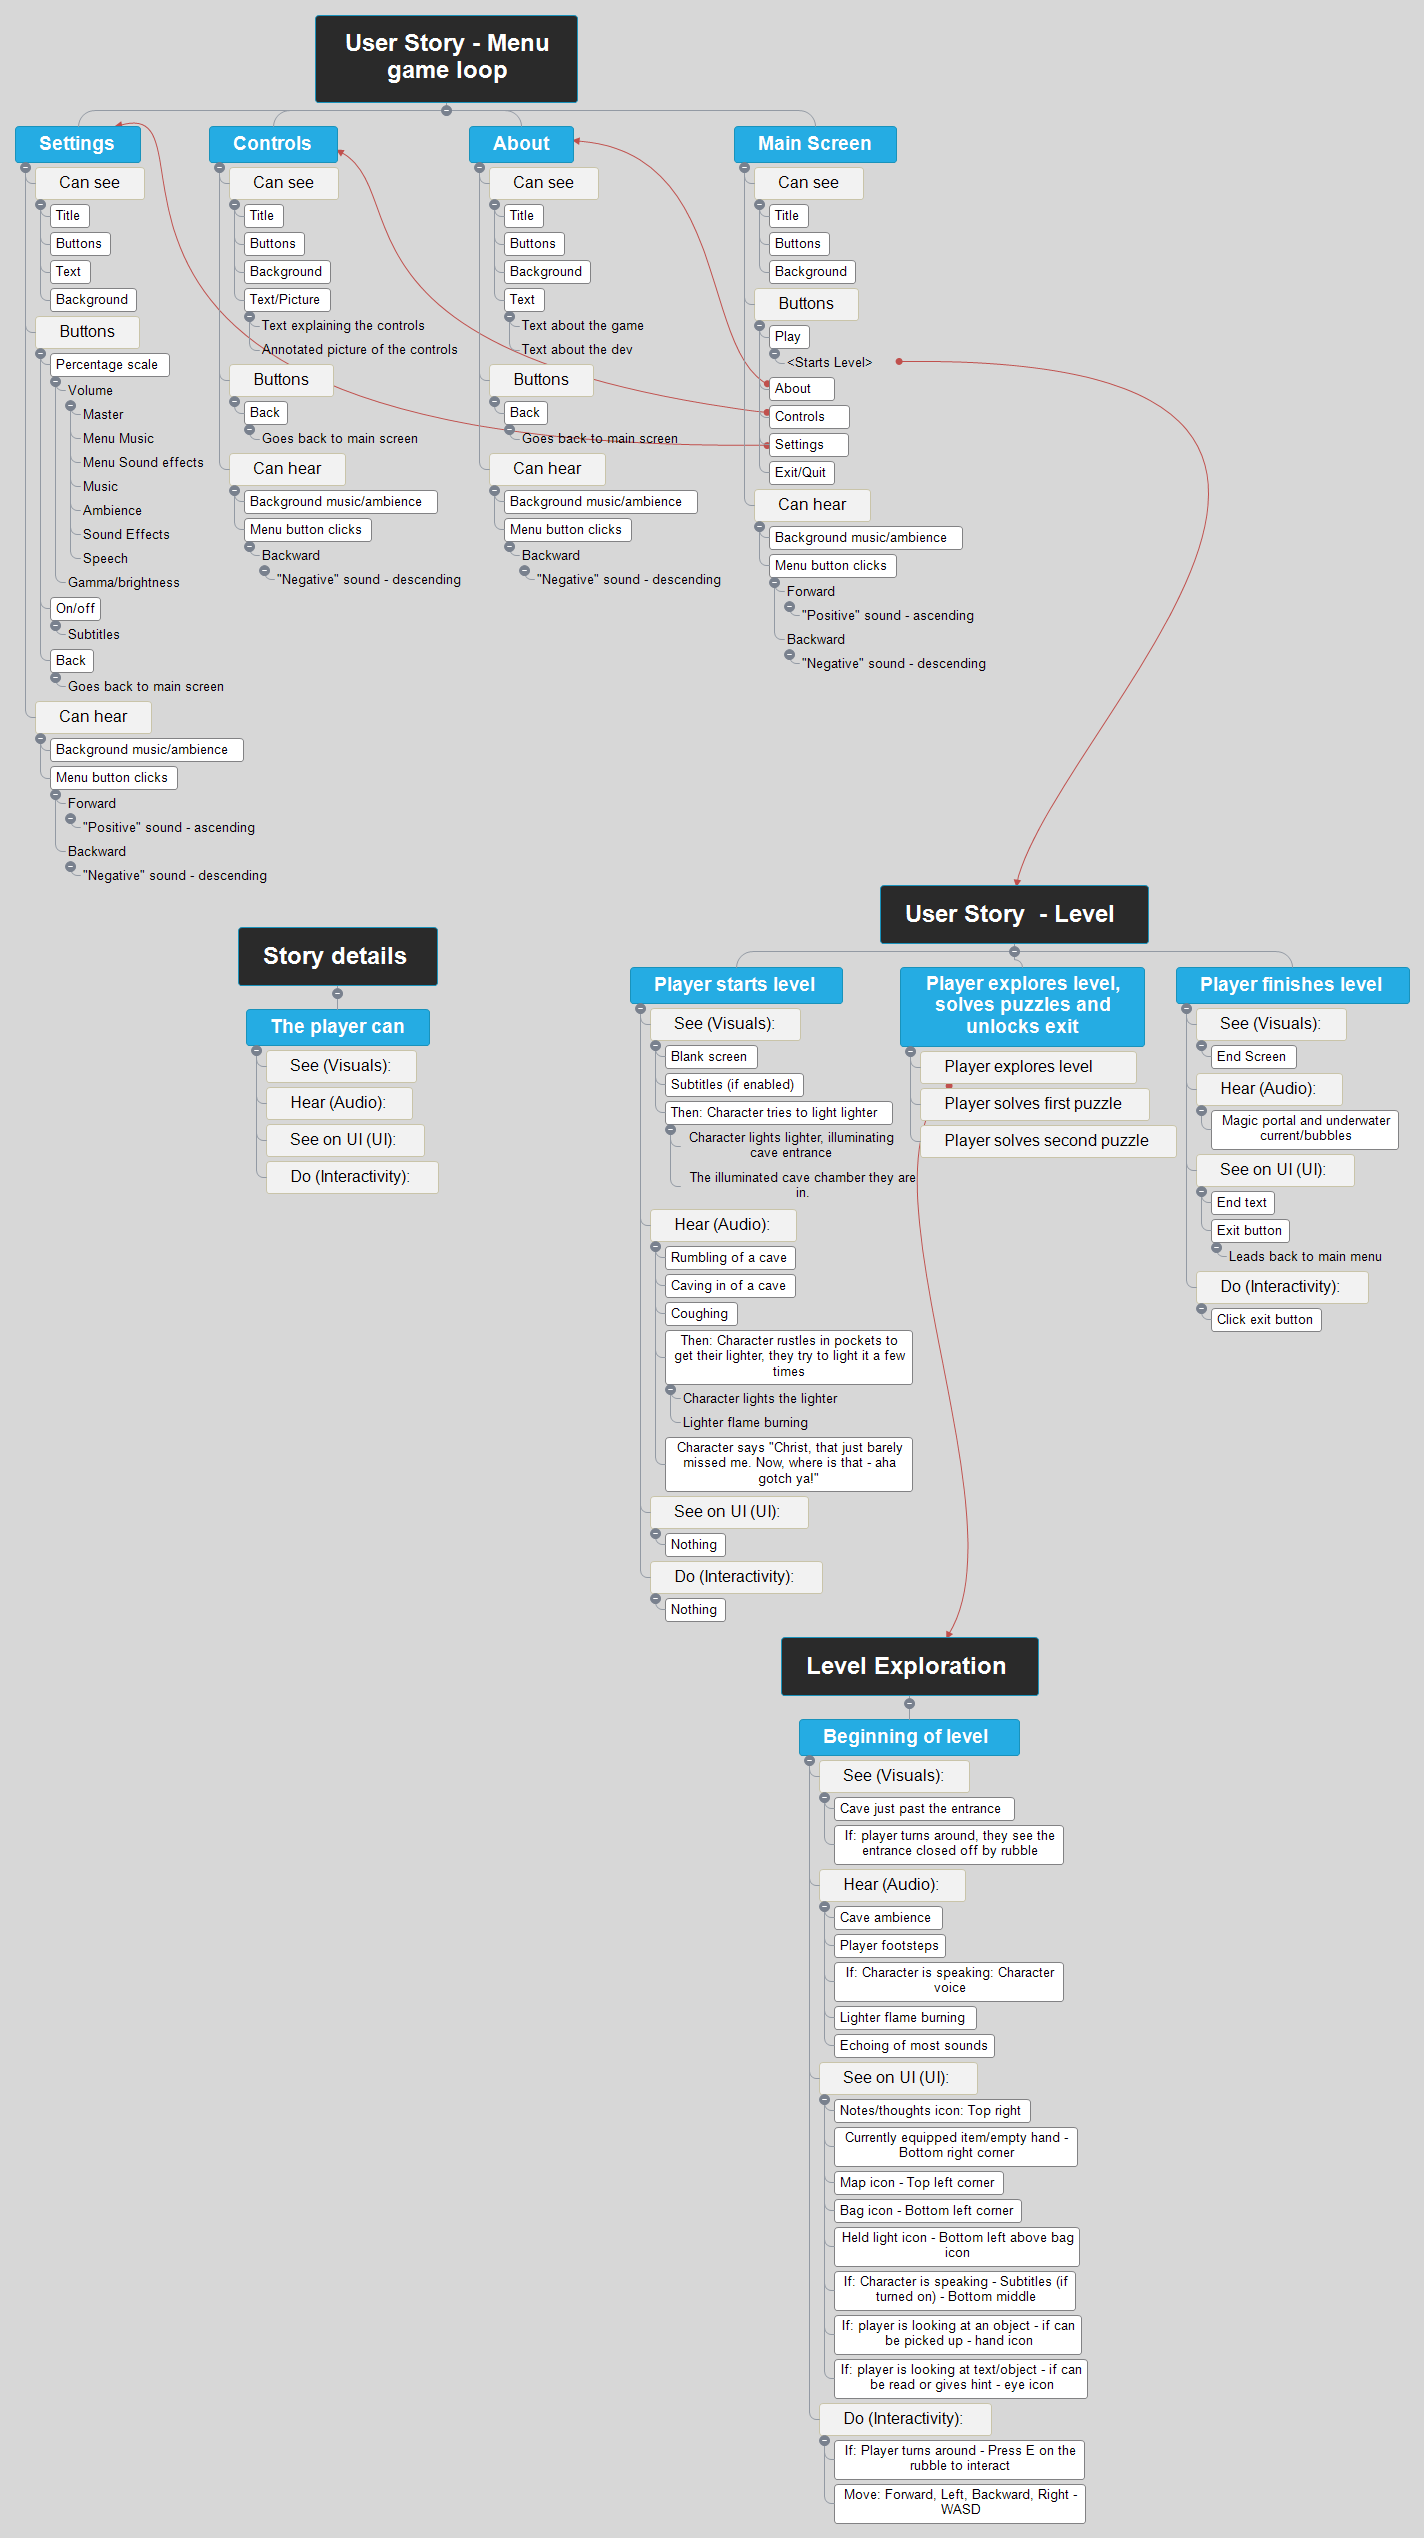 User Story - Menu
game loop
Settings
Can see
Title
Buttons
Text
Background
Buttons
Percentage scale
Volume
Master
Menu Music
Menu Sound effects
Music
Ambience
Sound Effects
Speech
Gamma/brightness
On/off
Subtitles
Back
Goes back to main screen
Can hear
Background music/ambience
Menu button clicks
Forward
"Positive" sound - ascending
Backward
"Negative" sound - descending
Controls
Can see
Title
Buttons
Background
Text/Picture
Text explaining the controls
Annotated picture of the controls
Buttons
Back
Goes back to main screen
Can hear
Background music/ambience
Menu button clicks
Backward
"Negative" sound - descending
About
Can see
Title
Buttons
Background
Text
Text about the game
Text about the dev
Buttons
Back
Goes back to main screen
Can hear
Background music/ambience
Menu button clicks
Backward
"Negative" sound - descending
Main Screen
Can see
Title
Buttons
Background
Buttons
Play
<Starts Level>
About
Controls
Settings
Exit/Quit
Can hear
Background music/ambience
Menu button clicks
Forward
"Positive" sound - ascending
Backward
"Negative" sound - descending
Story details
The player can
See (Visuals):
Hear (Audio):
See on UI (UI):
Do (Interactivity):
User Story - Level
Player starts level
See (Visuals):
Blank screen
Subtitles (if enabled)
Then: Character tries to light lighter
Character lights lighter, illuminating
cave entrance
The illuminated cave chamber they are
in.
Hear (Audio):
Rumbling of a cave
Caving in of a cave
Coughing
Then: Character rustles in pockets to
get their lighter, they try to light it a few
times
Character lights the lighter
Lighter flame burning
Character says "Christ, that just barely
missed me. Now, where is that - aha
gotch ya!"
See on UI (UI):
Nothing
Do (Interactivity):
Nothing
Player explores level,
solves puzzles and
unlocks exit
Player explores level
Player solves first puzzle
Player solves second puzzle
Player finishes level
See (Visuals):
End Screen
Hear (Audio):
Magic portal and underwater
current/bubbles
See on UI (UI):
End text
Exit button
Leads back to main menu
Do (Interactivity):
Click exit button
Level Exploration
Beginning of level
See (Visuals):
Cave just past the entrance
If: player turns around, they see the
entrance closed off by rubble
Hear (Audio):
Cave ambience
Player footsteps
If: Character is speaking: Character
voice
Lighter flame burning
Echoing of most sounds
See on UI (UI):
Notes/thoughts icon: Top right
Currently equipped item/empty hand -
Bottom right corner
Map icon - Top left corner
Bag icon - Bottom left corner
Held light icon - Bottom left above bag
icon
If: Character is speaking - Subtitles (if
turned on) - Bottom middle
If: player is looking at an object - if can
be picked up - hand icon
If: player is looking at text/object - if can
be read or gives hint - eye icon
Do (Interactivity):
If: Player turns around - Press E on the
rubble to interact
Move: Forward, Left, Backward, Right -
WASD